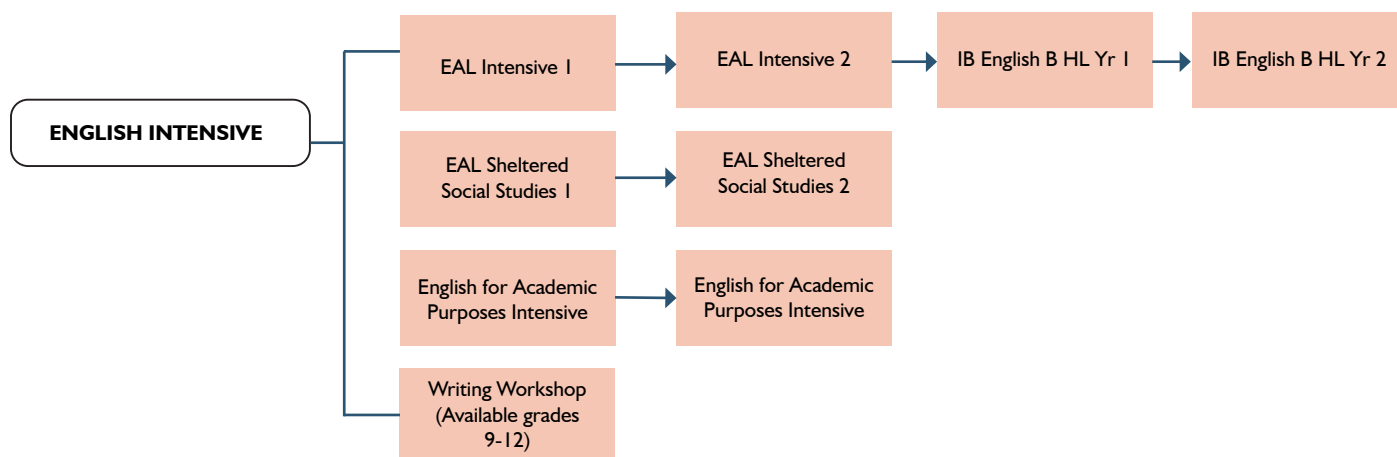 ENGLISH INTENSIVE
EAL Intensive 1
EAL Intensive 2
IB English B HL Yr 1
IB English B HL Yr 2
EAL Sheltered
Social Studies 1
EAL Sheltered
Social Studies 2
English for Academic
Purposes Intensive
English for Academic
Purposes Intensive
Writing Workshop
(Available grades
9-12)